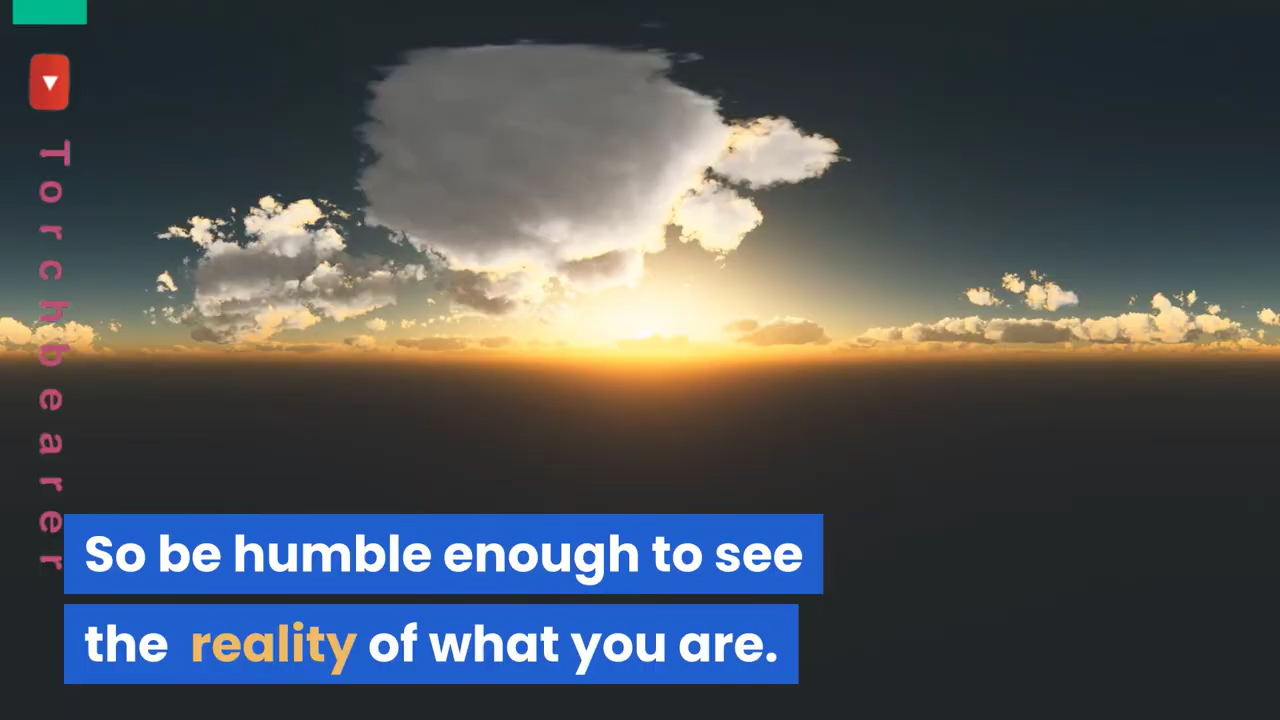 Torchbearer
So be humble enough to see
the reality of what you are.